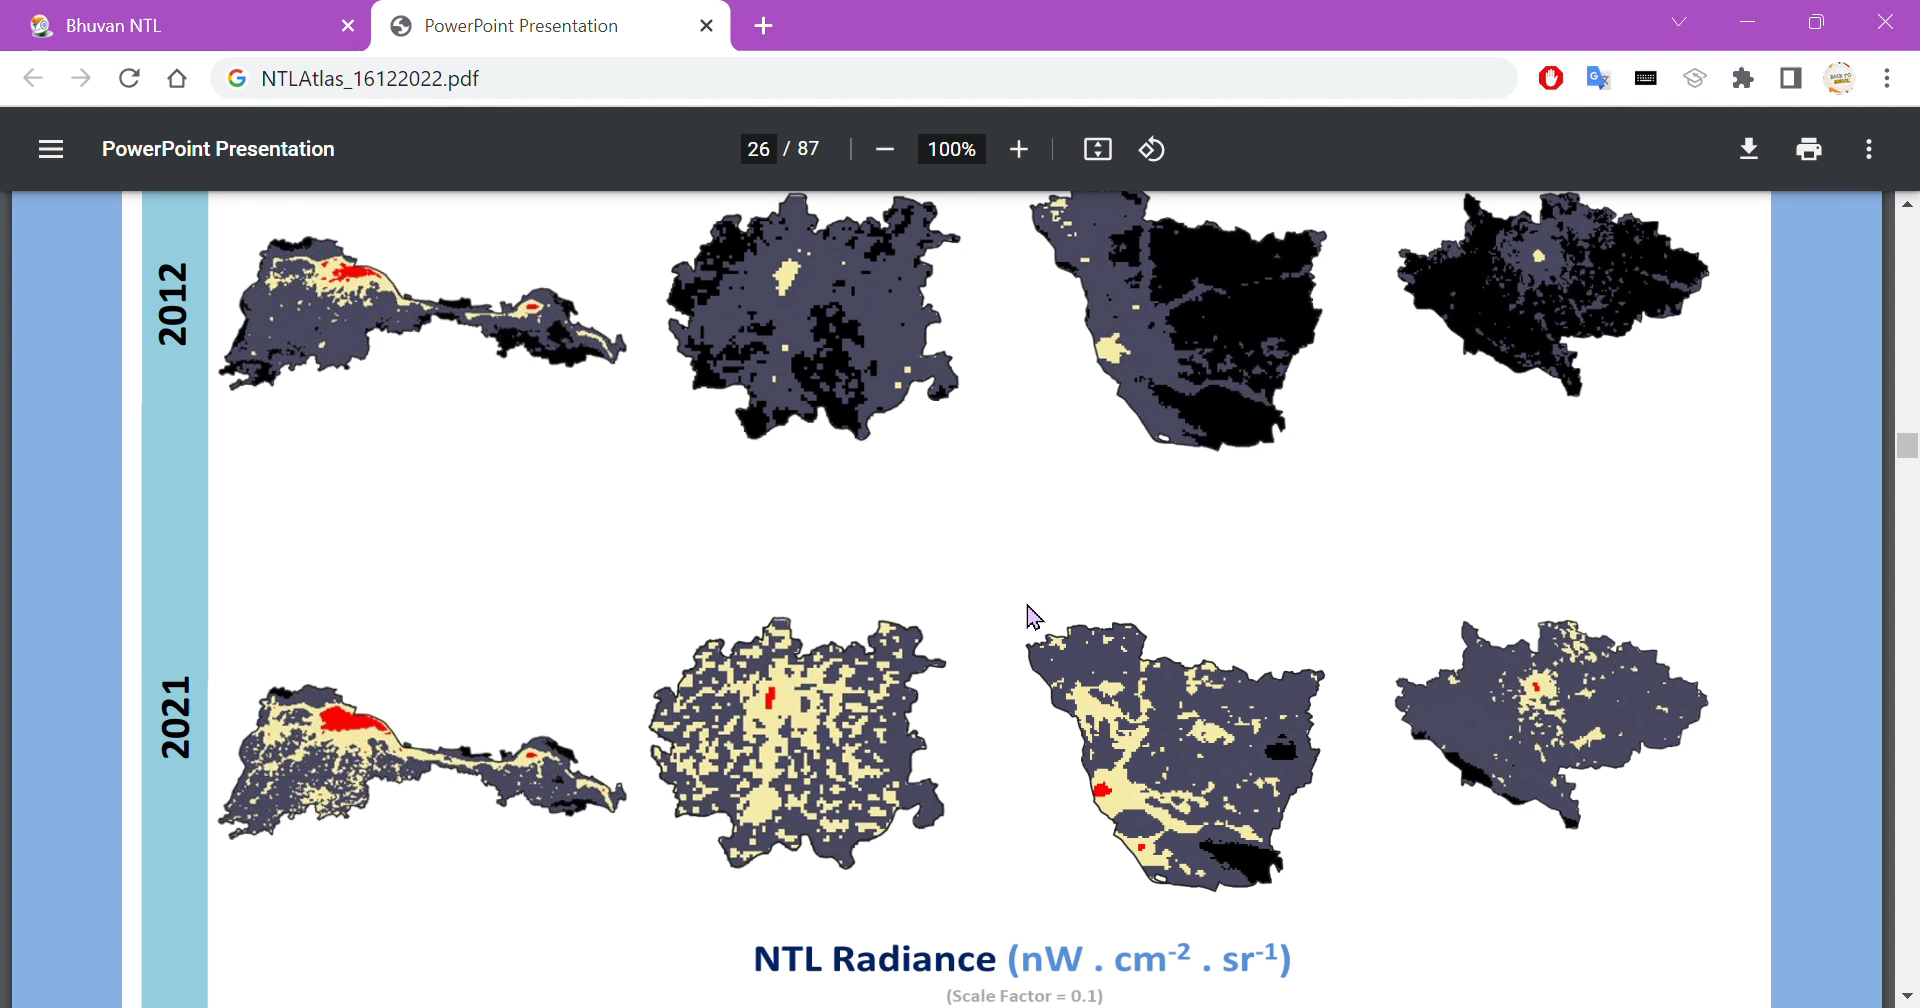 Bhuvan NTL
PowerPoint Presentation
NTLAtlas_16122022.pdf
PowerPoint Presentation
26 / 87
100%
2012
2021
NTL Radiance (nW . cm-2 . sr-1)
(Scale Factor = 0.1)